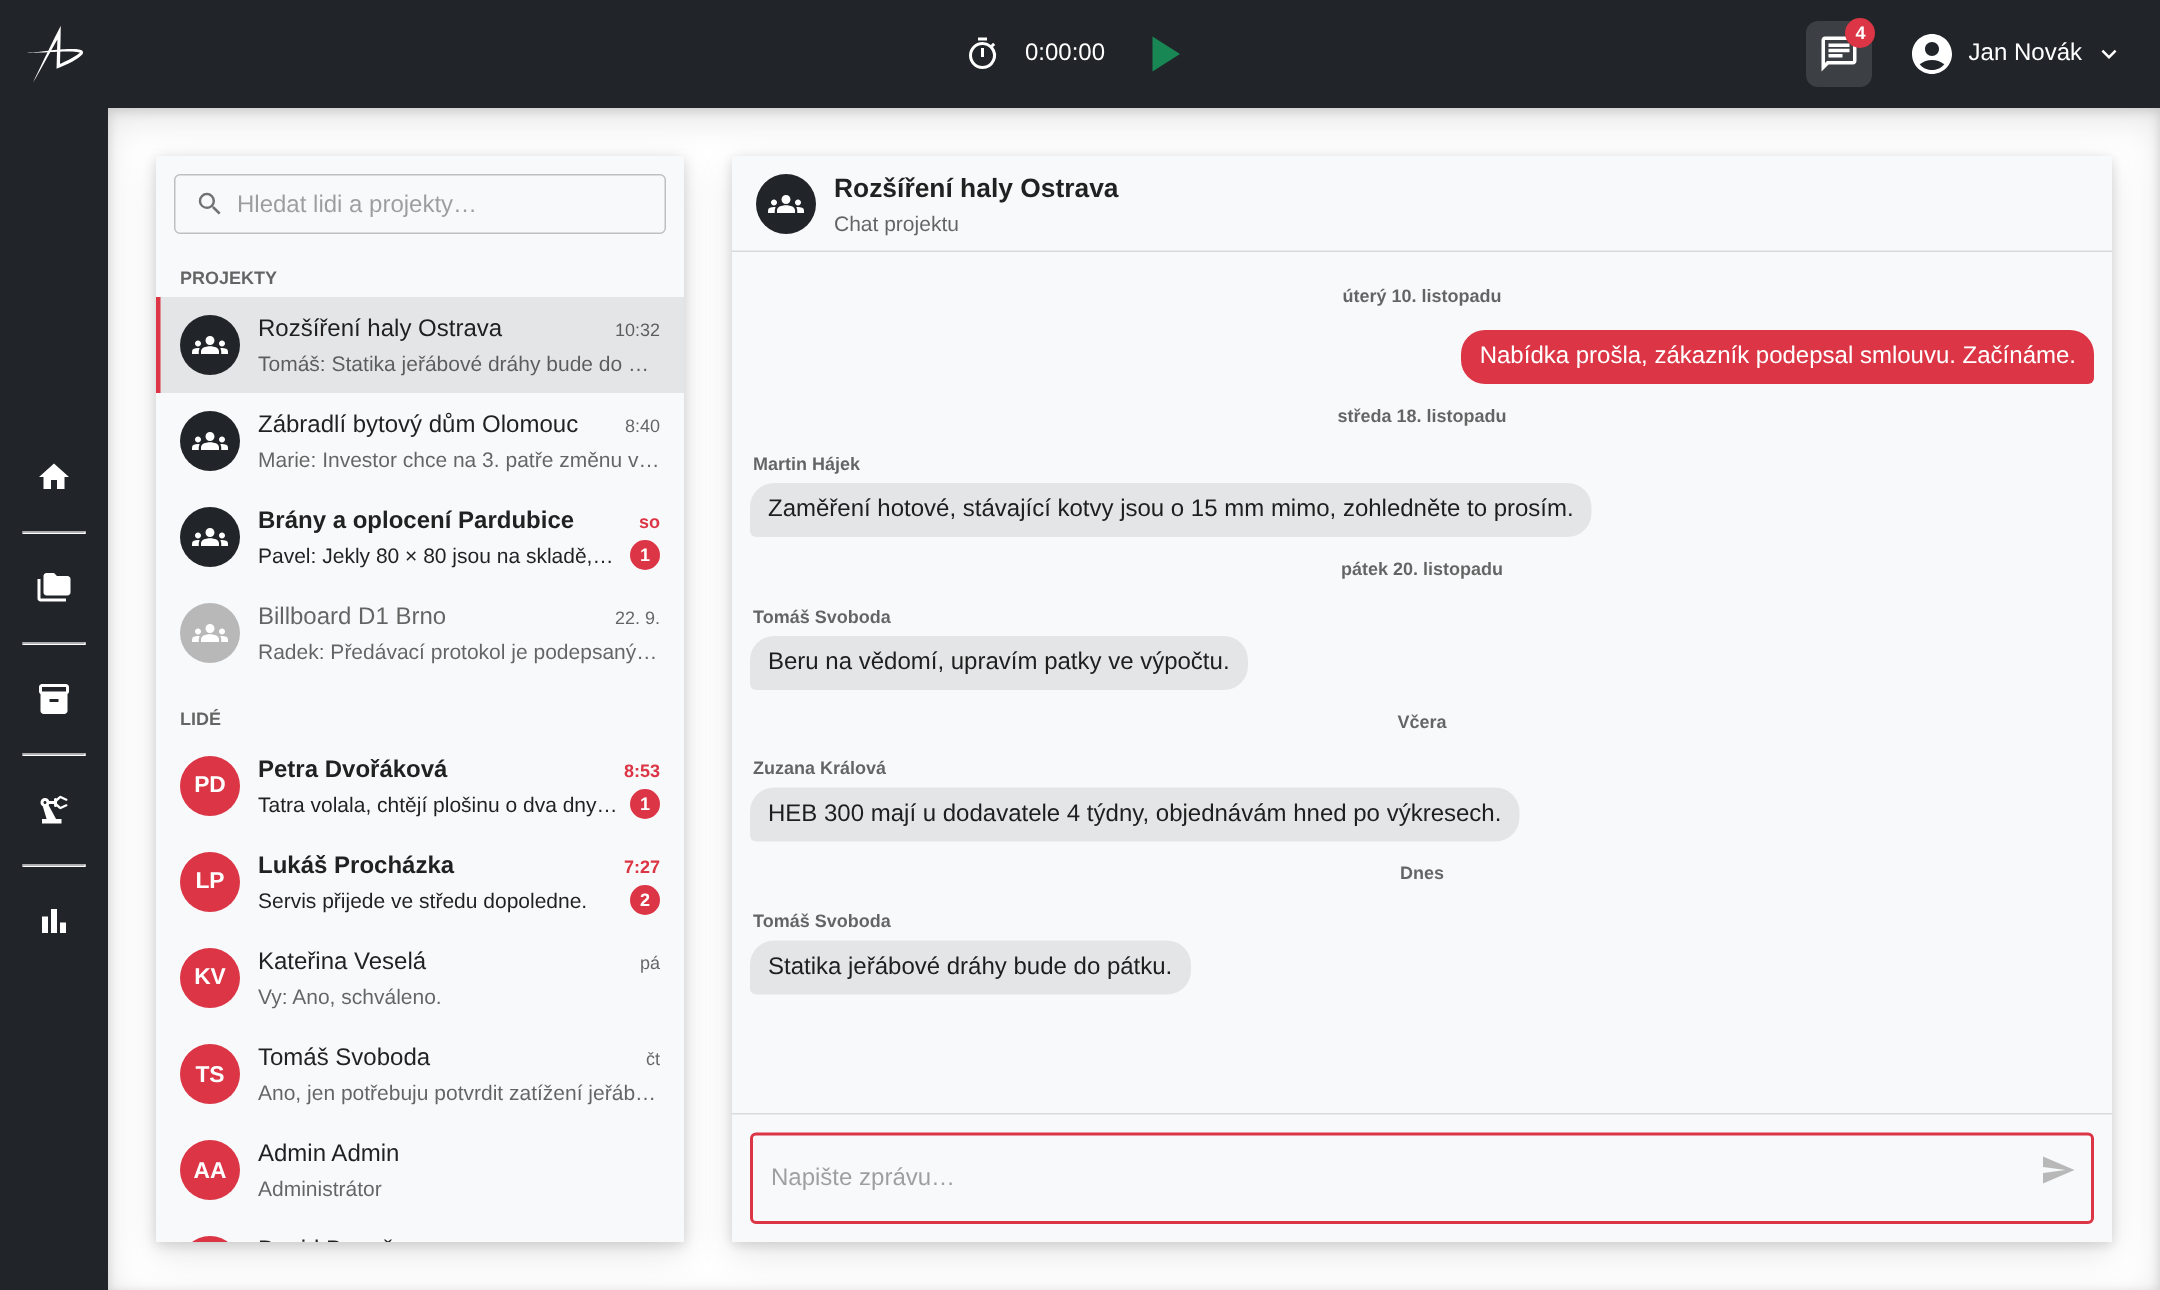 0:00:00
4
Jan Novák
Hledat lidi a projekty…
PROJEKTY
Rozšíření haly Ostrava
10:32
Tomáš: Statika jeřábové dráhy bude do …
Zábradlí bytový dům Olomouc
8:40
Marie: Investor chce na 3. patře změnu v…
Brány a oplocení Pardubice
so
Pavel: Jekly 80 × 80 jsou na skladě,…
1
Billboard D1 Brno
22. 9.
Radek: Předávací protokol je podepsaný…
LIDÉ
PD
Petra Dvořáková
8:53
Tatra volala, chtějí plošinu o dva dny…
1
LP
Lukáš Procházka
7:27
Servis přijede ve středu dopoledne.
2
KV
Kateřina Veselá
pá
Vy: Ano, schváleno.
TS
Tomáš Svoboda
čt
Ano, jen potřebuju potvrdit zatížení jeřáb…
AA
Admin Admin
Administrátor
Rozšíření haly Ostrava
Chat projektu
úterý 10. listopadu
Nabídka prošla, zákazník podepsal smlouvu. Začínáme.
středa 18. listopadu
Martin Hájek
Zaměření hotové, stávající kotvy jsou o 15 mm mimo, zohledněte to prosím.
pátek 20. listopadu
Tomáš Svoboda
Beru na vědomí, upravím patky ve výpočtu.
Včera
Zuzana Králová
HEB 300 mají u dodavatele 4 týdny, objednávám hned po výkresech.
Dnes
Tomáš Svoboda
Statika jeřábové dráhy bude do pátku.
Napište zprávu…